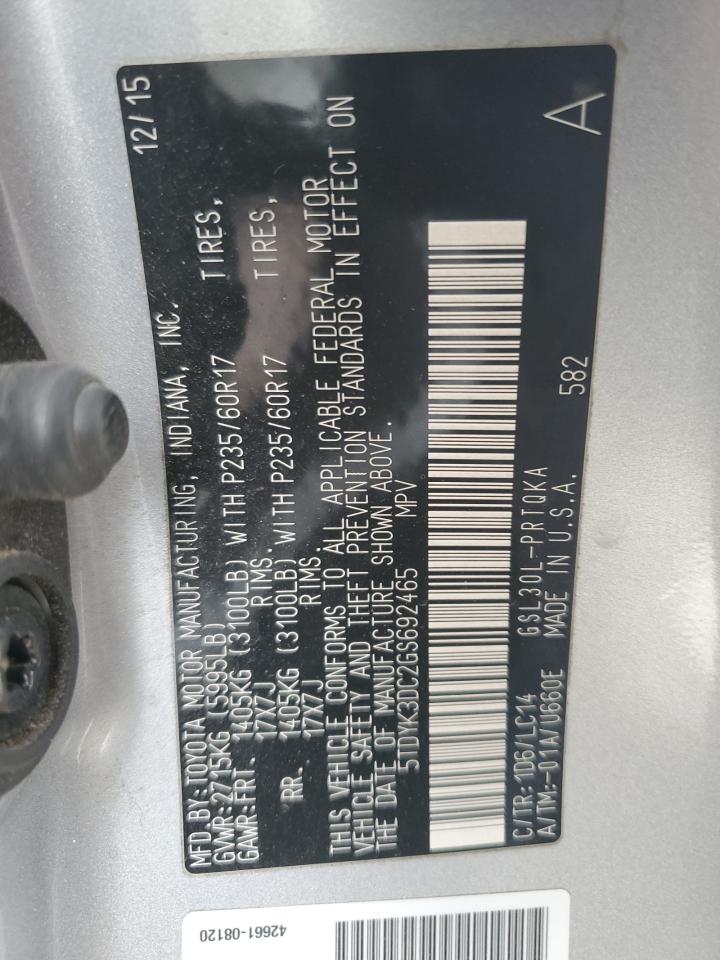 MFD.BY:TOYOTA MOTOR MANUFACTURING, INDIANA, INC. 12/15
GVWR:2715KG (5995LB)
GAWR:FRT. 1405KG (3100LB) WITH P235/60R17 TIRES,
17X7J RIMS.
RR. 1405KG (3100LB) WITH P235/60R17 TIRES,
17X7J RIMS.
THIS VEHICLE CONFORMS TO ALL APPLICABLE FEDERAL MOTOR
VEHICLE SAFETY AND THEFT PREVENTION STANDARDS IN EFFECT ON
THE DATE OF MANUFACTURE SHOWN ABOVE.
5TDYK3DC2GS692465 MPV
C/TR:1D6/LC14 GSL30L-PRTQKA 582 A
A/TM:-01A/U660E MADE IN U.S.A.
42661-08120